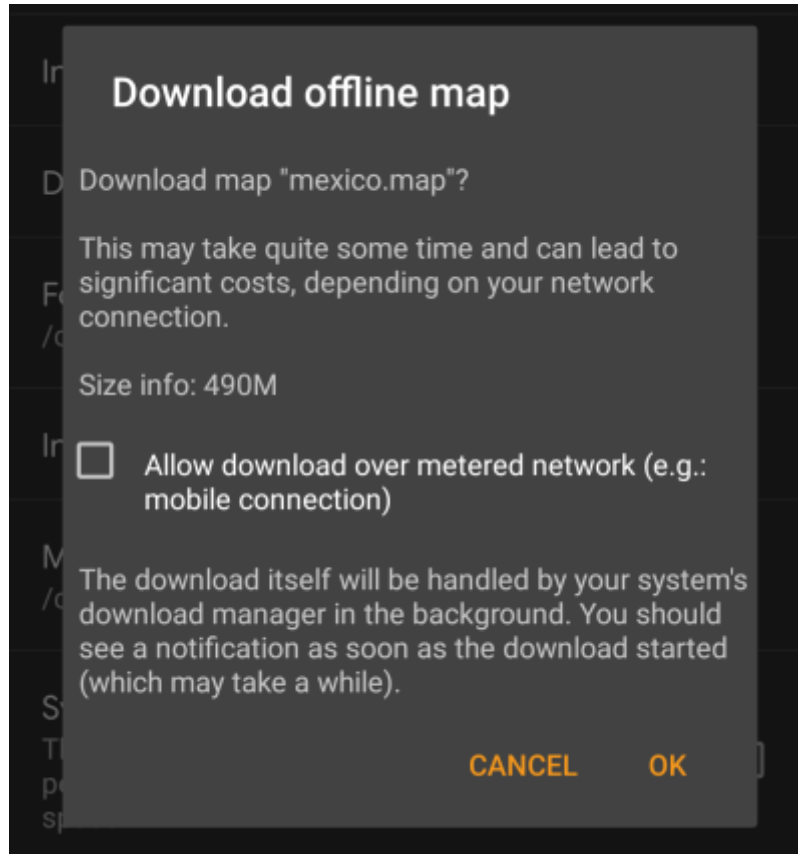 Download offline map
Download map "mexico.map"?
This may take quite some time and can lead to
significant costs, depending on your network
connection.
Size info: 490M
Allow download over metered network (e.g.:
mobile connection)
The download itself will be handled by your system's
download manager in the background. You should
see a notification as soon as the download started
(which may take a while).
CANCEL OK